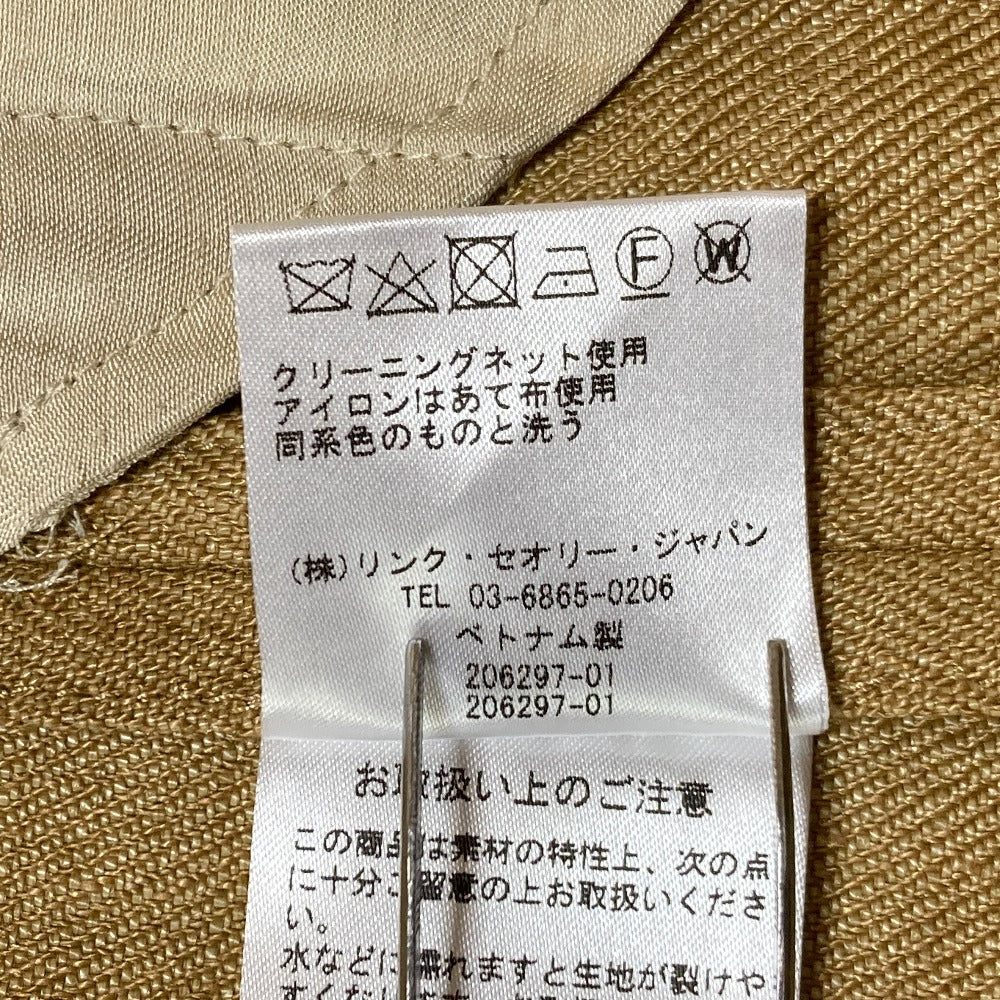 F W
クリーニングネット使用
アイロンはあて布使用
同系色のものと洗う
(株)リンク・セオリー・ジャパン
TEL 03-6865-0206
ベトナム製
206297-01
206297-01
お取扱い上のご注意
この商品は素材の特性上、次の点
に十分ご留意の上お取扱いくださ
い。
水などに濡れますと生地が裂けや
すくなり